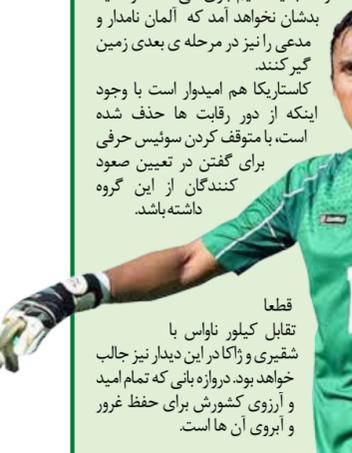 بدشان نخواهد آمد که آلمان نامدار و
مدعی را نیز در مرحله ی بعدی زمین
گیر کنند.
کاستاریکا هم امیدوار است با وجود
اینکه از دور رقابت ها حذف شده
است، با متوقف کردن سوئیس حرفی
برای گفتن در تعیین صعود
کنندگان از این گروه
داشته باشد.
قطعا
تقابل کیلور ناواس با
شقیری و ژاکا در این دیدار نیز جالب
خواهد بود. دروازه بانی که تمام امید
و آرزوی کشورش برای حفظ غرور
و آبروی آن ها است.